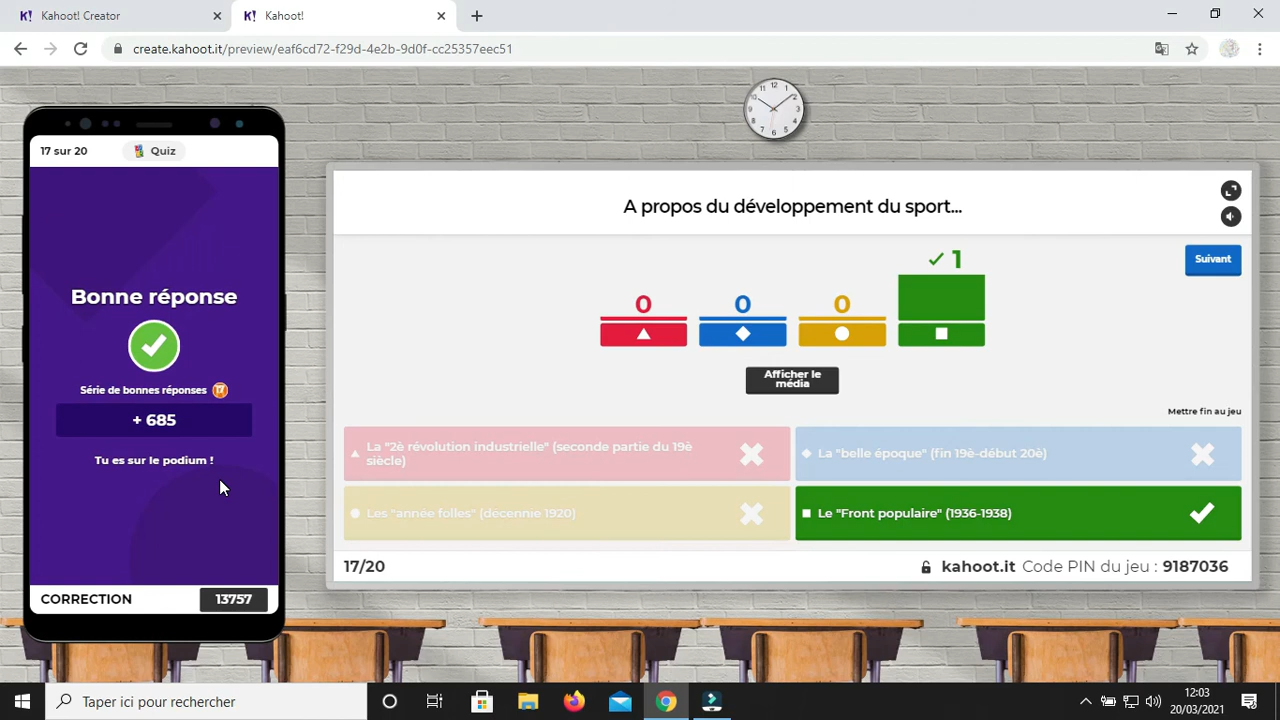 Kahoot! Creator
Kahoot!
create.kahoot.it/preview/eaf6cd72-f29d-4e2b-9d0f-cc25357eec51
17 sur 20
Quiz
Bonne réponse
Série de bonnes réponses 17
+ 685
Tu es sur le podium !
CORRECTION
13757
A propos du développement du sport...
Suivant
0
0
0
1
Afficher le
média
Mettre fin au jeu
La "2è révolution industrielle" (seconde partie du 19è
siècle)
La "belle époque" (fin 19è-début 20è)
Les "année folles" (décennie 1920)
Le "Front populaire" (1936-1938)
17/20
kahoot.it Code PIN du jeu : 9187036
Taper ici pour rechercher
12:03
20/03/2021